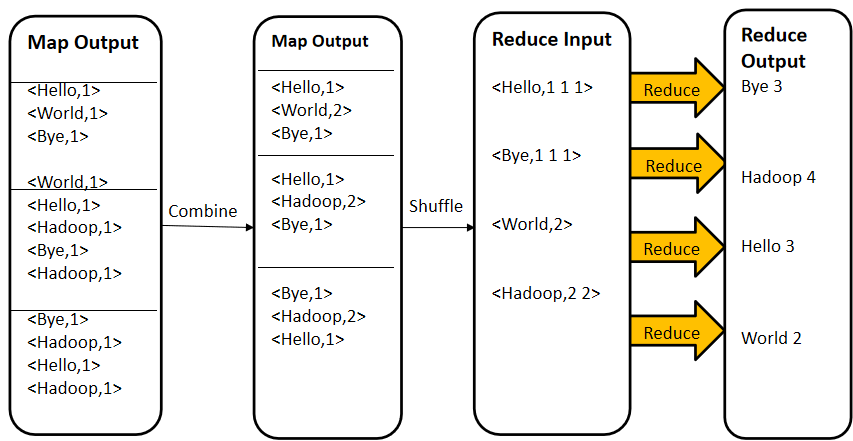 Map Output
<Hello,1>
<World,1>
<Bye,1>
<World,1>
<Hello,1>
<Hadoop,1>
<Bye,1>
<Hadoop,1>
<Bye,1>
<Hadoop,1>
<Hello,1>
<Hadoop,1>
Combine
Map Output
<Hello,1>
<World,2>
<Bye,1>
<Hello,1>
<Hadoop,2>
<Bye,1>
<Bye,1>
<Hadoop,2>
<Hello,1>
Shuffle
Reduce Input
<Hello,1 1 1>
<Bye,1 1 1>
<World,2>
<Hadoop,2 2>
Reduce
Reduce
Reduce
Reduce
Reduce
Output
Bye 3
Hadoop 4
Hello 3
World 2